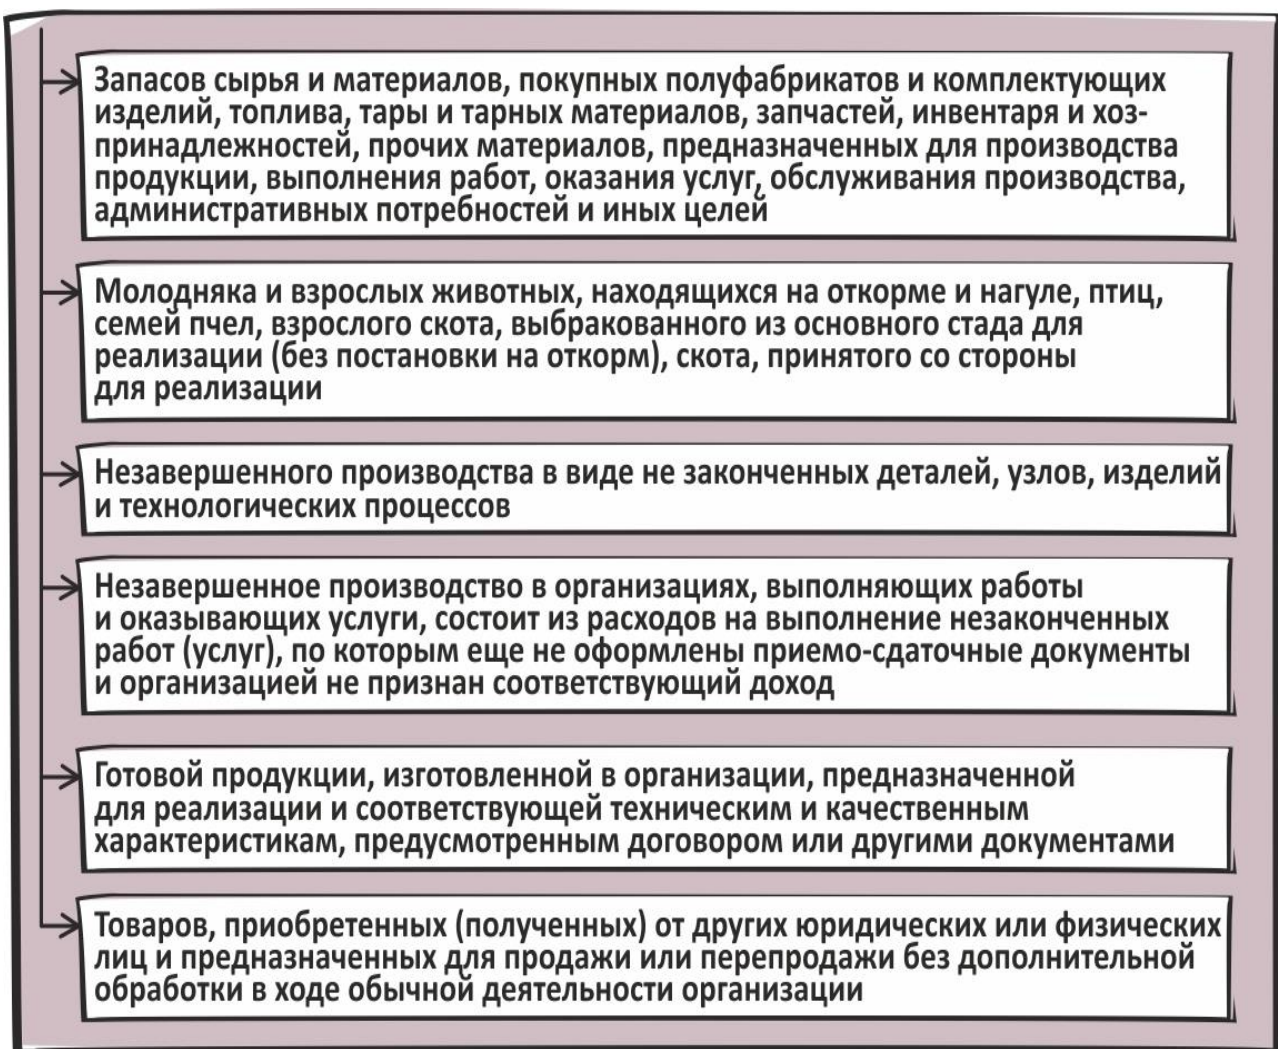 Запасов сырья и материалов, покупных полуфабрикатов и комплектующих
изделий, топлива, тары и тарных материалов, запчастей, инвентаря и хоз-
принадлежностей, прочих материалов, предназначенных для производства
продукции, выполнения работ, оказания услуг, обслуживания производства,
административных потребностей и иных целей
Молодняка и взрослых животных, находящихся на откорме и нагуле, птиц,
семей пчел, взрослого скота, выбракованного из основного стада для
реализации (без постановки на откорм), скота, принятого со стороны
для реализации
Незавершенного производства в виде не законченных деталей, узлов, изделий
и технологических процессов
Незавершенное производство в организациях, выполняющих работы
и оказывающих услуги, состоит из расходов на выполнение незаконченных
работ (услуг), по которым еще не оформлены приемо-сдаточные документы
и организацией не признан соответствующий доход
Готовой продукции, изготовленной в организации, предназначенной
для реализации и соответствующей техническим и качественным
характеристикам, предусмотренным договором или другими документами
Товаров, приобретенных (полученных) от других юридических или физических
лиц и предназначенных для продажи или перепродажи без дополнительной
обработки в ходе обычной деятельности организации